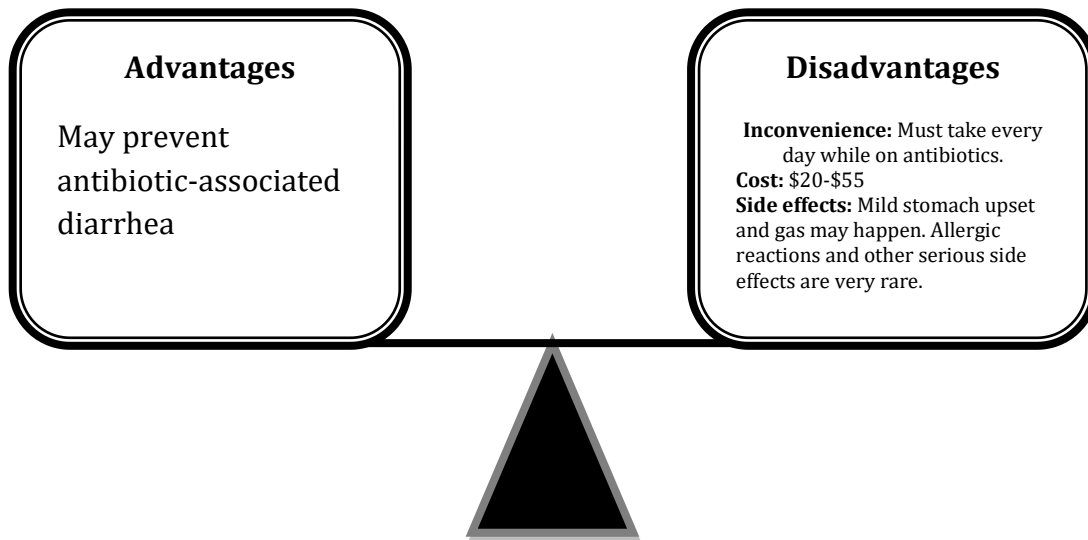 Advantages
May prevent
antibiotic-associated
diarrhea
Disadvantages
Inconvenience: Must take every
day while on antibiotics.
Cost: $20-$55
Side effects: Mild stomach upset
and gas may happen. Allergic
reactions and other serious side
effects are very rare.